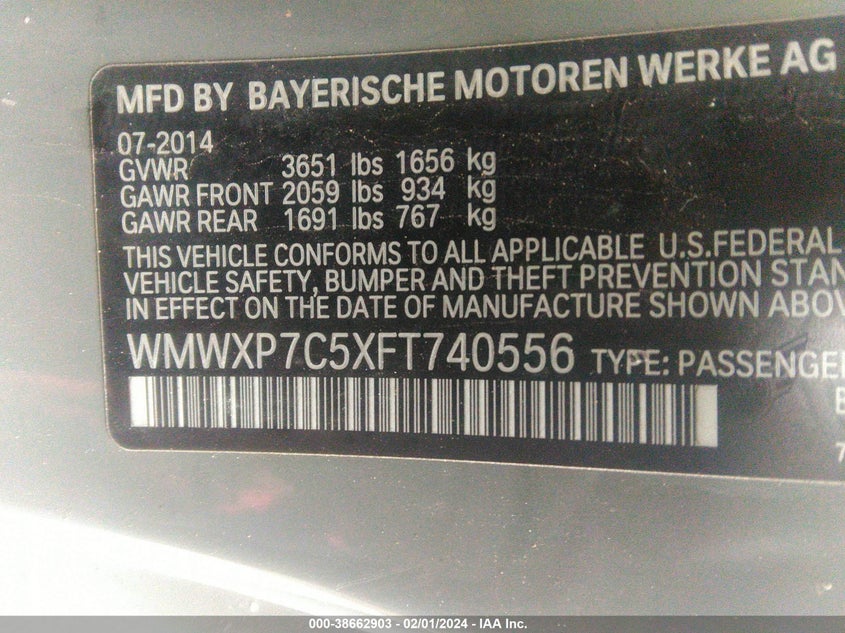 MFD BY BAYERISCHE MOTOREN WERKE AG
07-2014
GVWR 3651 lbs 1656 kg
GAWR FRONT 2059 lbs 934 kg
GAWR REAR 1691 lbs 767 kg
THIS VEHICLE CONFORMS TO ALL APPLICABLE U.S.FEDERAL
VEHICLE SAFETY, BUMPER AND THEFT PREVENTION STAN
IN EFFECT ON THE DATE OF MANUFACTURE SHOWN ABOV
WMWXP7C5XFT740556 TYPE: PASSENGER
000-38662903 - 02/01/2024 - IAA Inc.